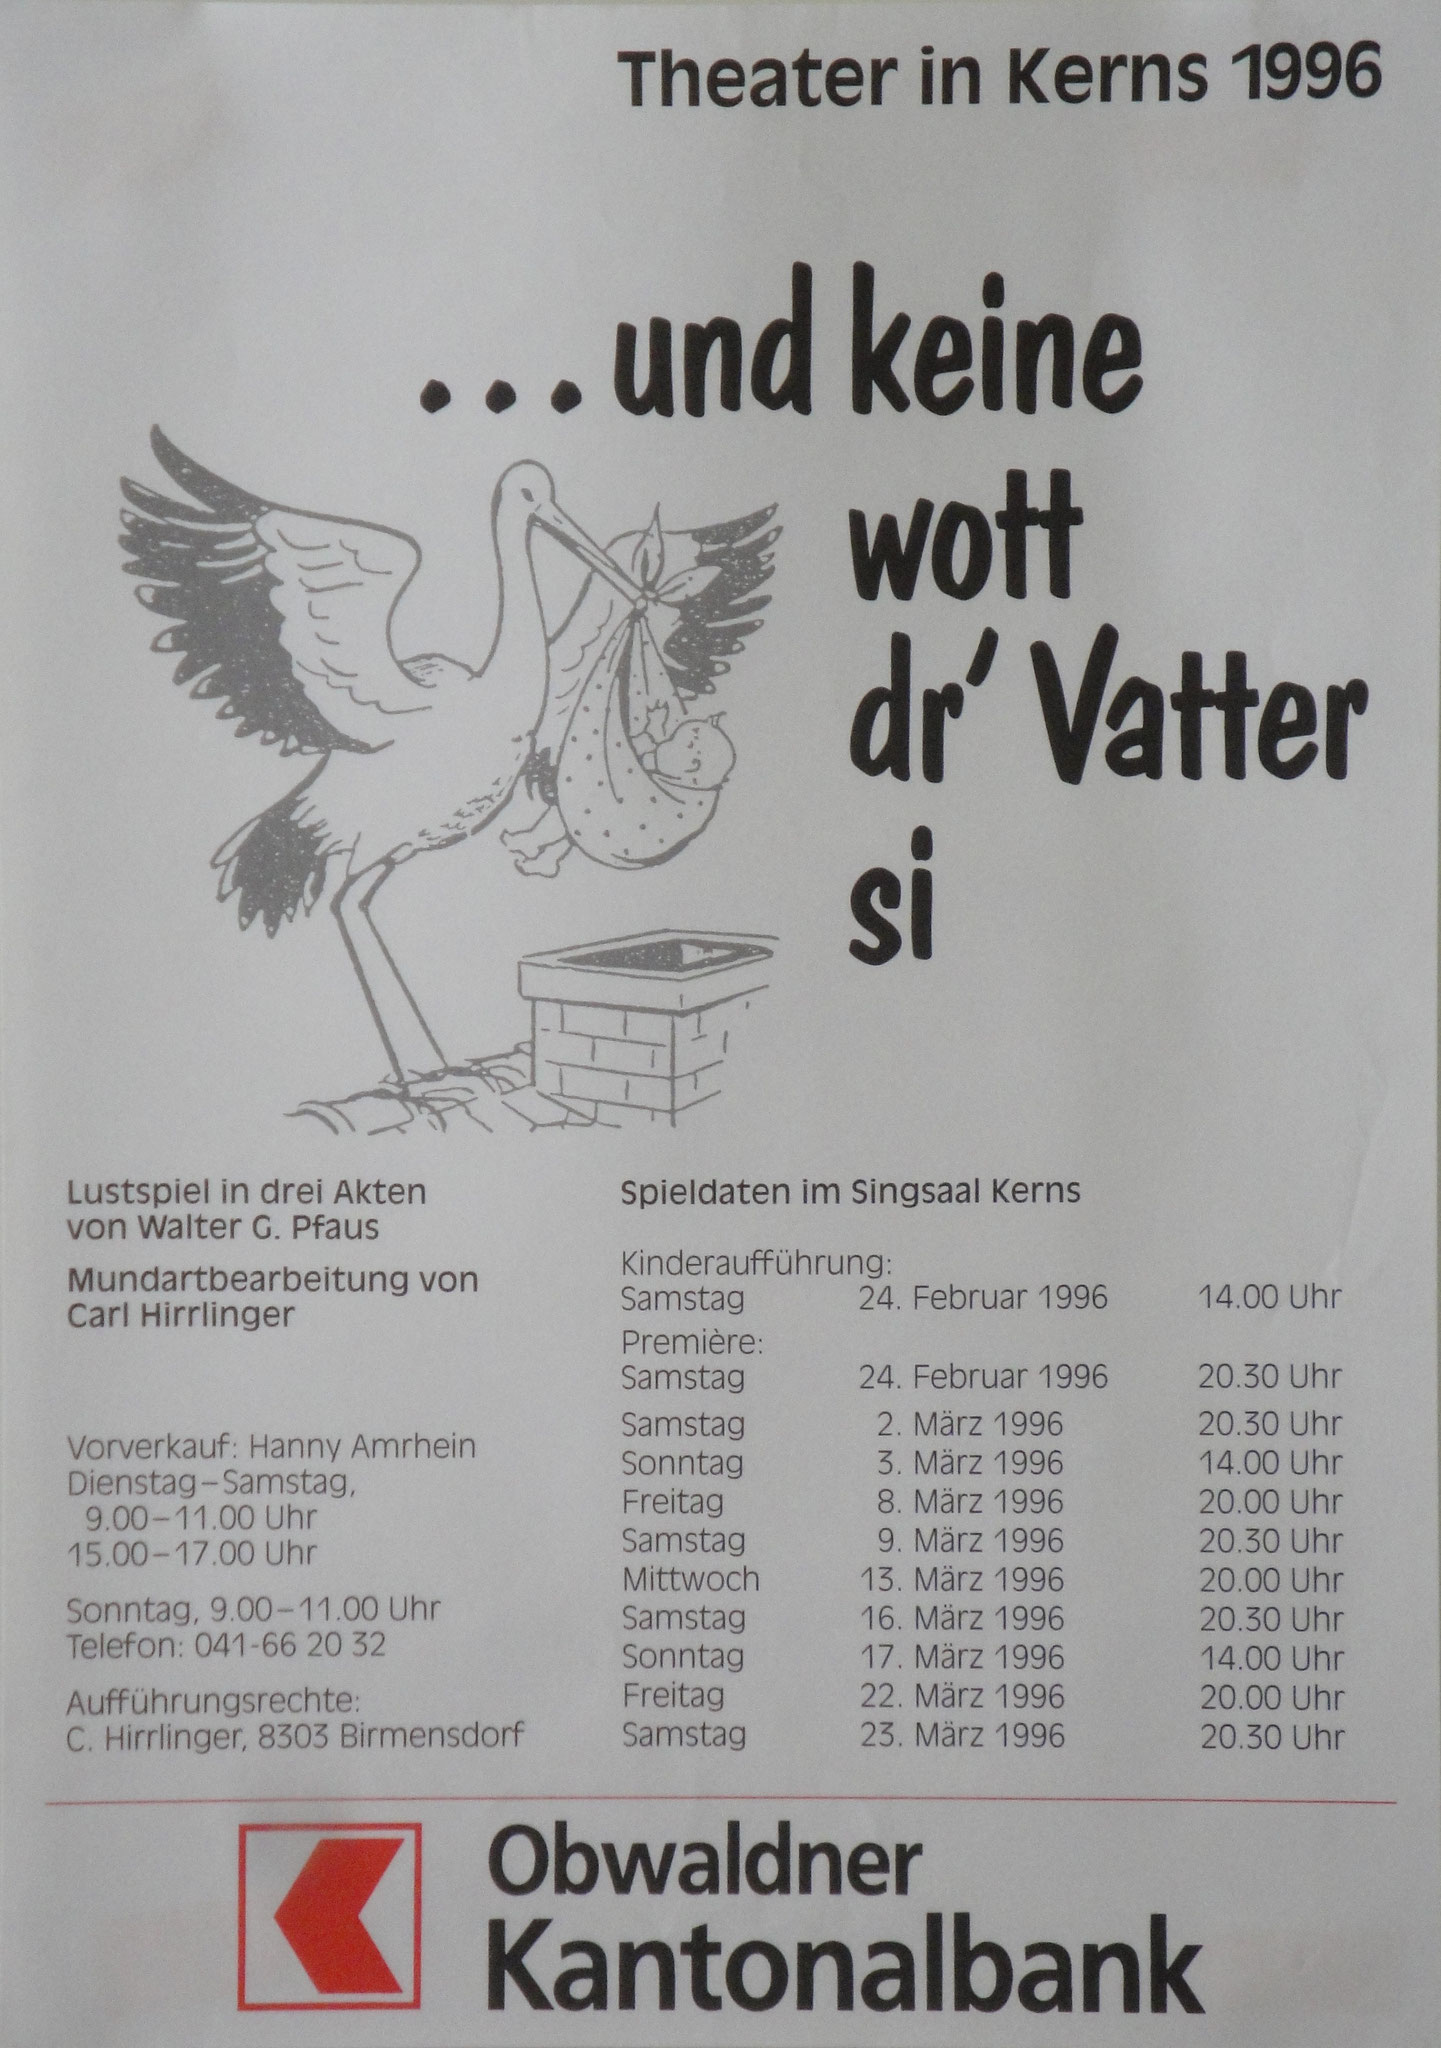 Theater in Kerns 1996
...und keine
wott
dr' Vatter
si
Lustspiel in drei Akten
von Walter G. Pfaus
Mundartbearbeitung von
Carl Hirrlinger
Vorverkauf: Hanny Amrhein
Dienstag–Samstag,
9.00–11.00 Uhr
15.00–17.00 Uhr
Sonntag, 9.00–11.00 Uhr
Telefon: 041-66 20 32
Aufführungsrechte:
C. Hirrlinger, 8303 Birmensdorf
Spieldaten im Singsaal Kerns
Kinderaufführung:
Samstag 24. Februar 1996 14.00 Uhr
Première:
Samstag 24. Februar 1996 20.30 Uhr
Samstag 2. März 1996 20.30 Uhr
Sonntag 3. März 1996 14.00 Uhr
Freitag 8. März 1996 20.00 Uhr
Samstag 9. März 1996 20.30 Uhr
Mittwoch 13. März 1996 20.00 Uhr
Samstag 16. März 1996 20.30 Uhr
Sonntag 17. März 1996 14.00 Uhr
Freitag 22. März 1996 20.00 Uhr
Samstag 23. März 1996 20.30 Uhr
Obwaldner
Kantonalbank